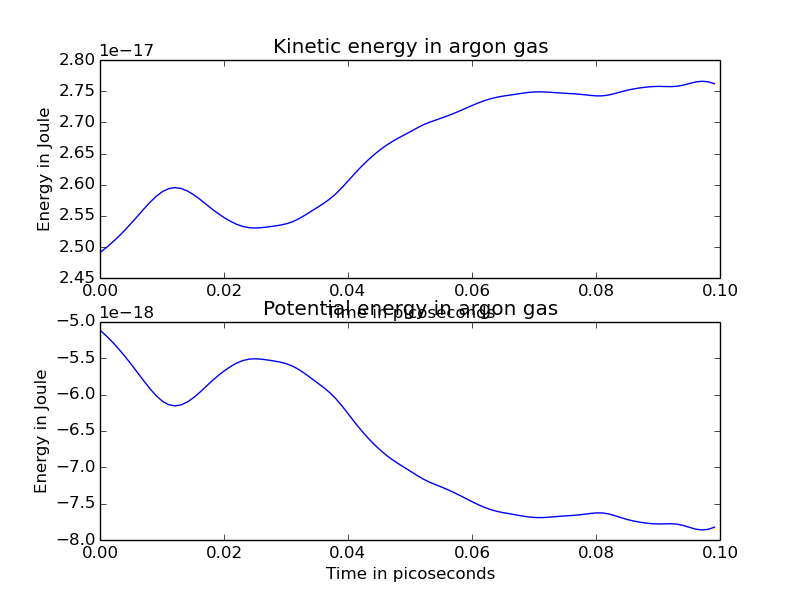 Kinetic energy in argon gas
1e−17
2.80
2.75
2.70
2.65
2.60
2.55
2.50
2.45
Energy in Joule
0.00 0.02 0.04 0.06 0.08 0.10
Time in picoseconds
Potential energy in argon gas
1e−18
−5.0
−5.5
−6.0
−6.5
−7.0
−7.5
−8.0
Energy in Joule
0.00 0.02 0.04 0.06 0.08 0.10
Time in picoseconds